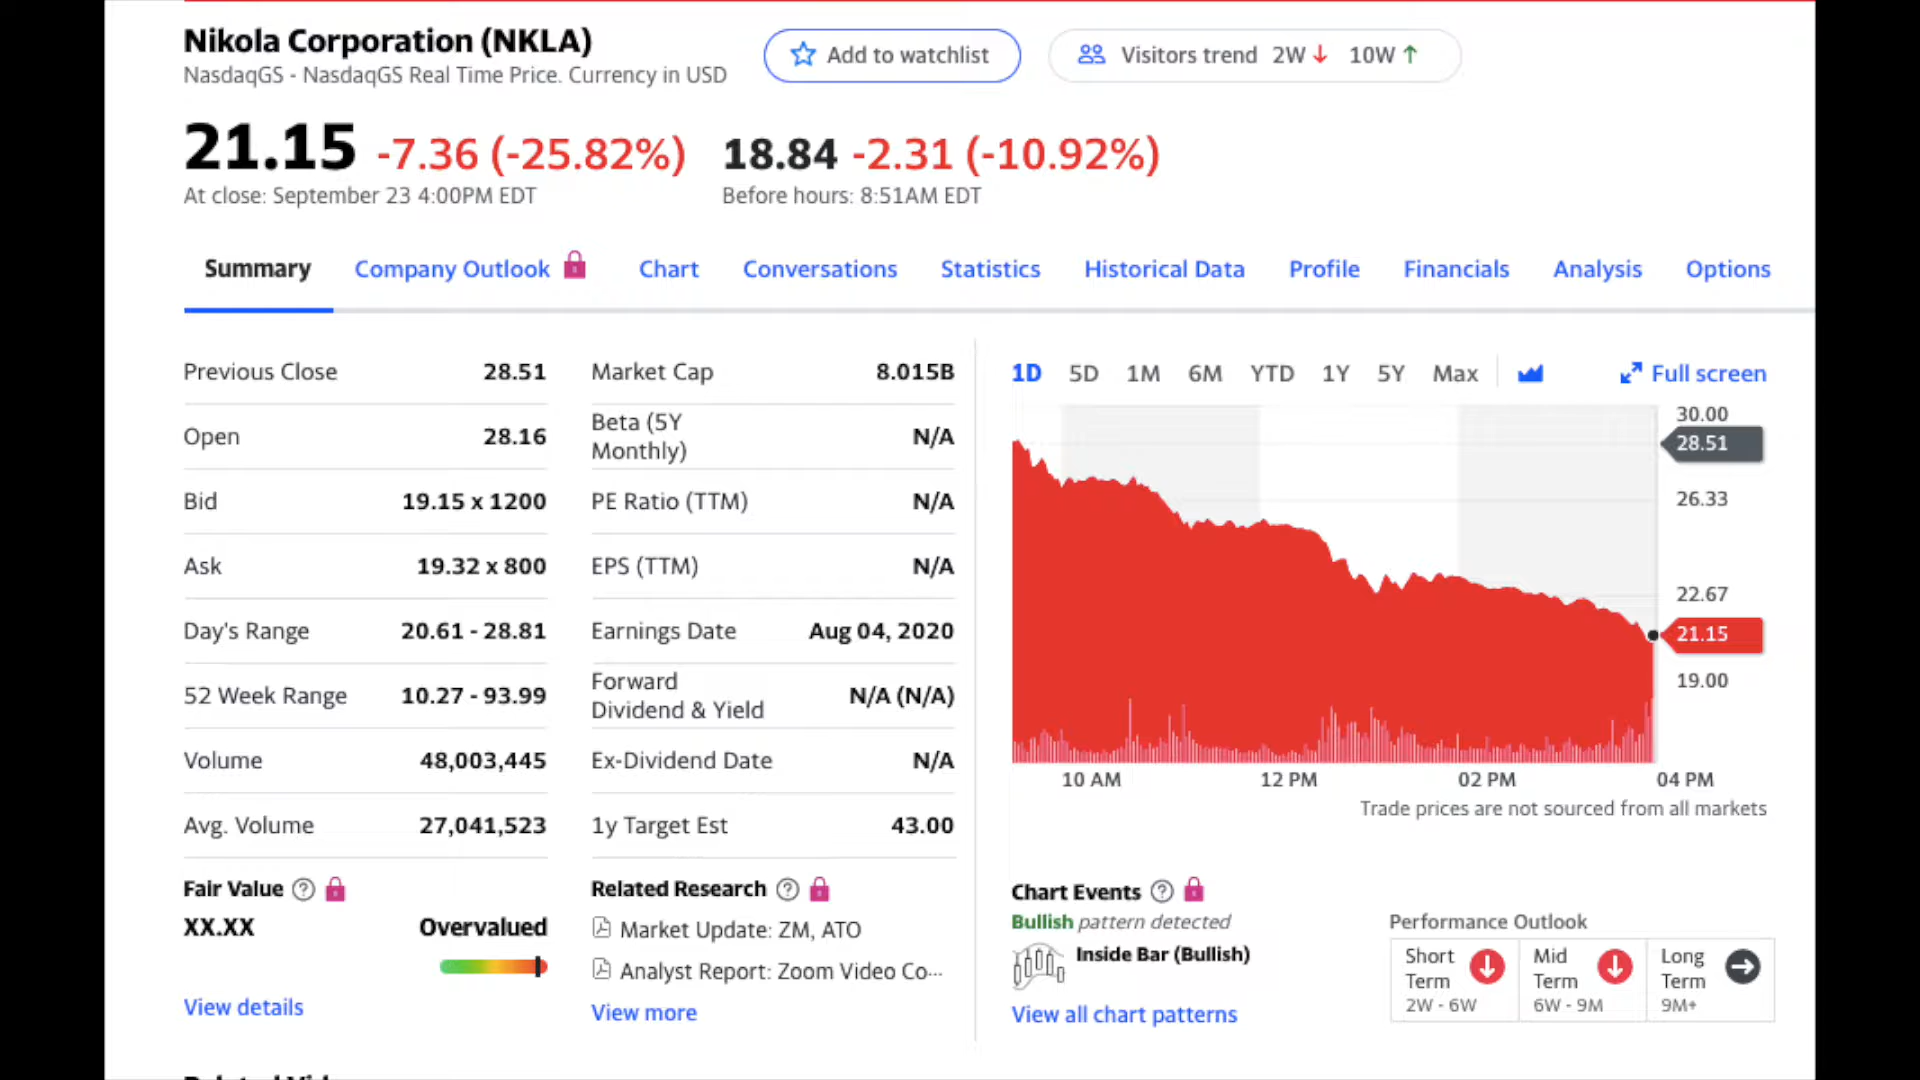 Nikola Corporation (NKLA)
NasdaqGS - NasdaqGS Real Time Price. Currency in USD
Add to watchlist
Visitors trend 2W ↓ 10W ↑
21.15 -7.36 (-25.82%)
At close: September 23 4:00PM EDT
18.84 -2.31 (-10.92%)
Before hours: 8:51AM EDT
Summary Company Outlook Chart Conversations Statistics Historical Data Profile Financials Analysis Options
Previous Close 28.51
Open 28.16
Bid 19.15 x 1200
Ask 19.32 x 800
Day's Range 20.61 - 28.81
52 Week Range 10.27 - 93.99
Volume 48,003,445
Avg. Volume 27,041,523
Market Cap 8.015B
Beta (5Y
Monthly) N/A
PE Ratio (TTM) N/A
EPS (TTM) N/A
Earnings Date Aug 04, 2020
Forward
Dividend & Yield N/A (N/A)
Ex-Dividend Date N/A
1y Target Est 43.00
1D 5D 1M 6M YTD 1Y 5Y Max Full screen
30.00
28.51
26.33
22.67
21.15
19.00
10 AM 12 PM 02 PM 04 PM
Trade prices are not sourced from all markets
Fair Value
XX.XX Overvalued
View details
Related Research
Market Update: ZM, ATO
Analyst Report: Zoom Video Co...
View more
Chart Events
Bullish pattern detected
Inside Bar (Bullish)
View all chart patterns
Performance Outlook
Short
Term
2W - 6W
Mid
Term
6W - 9M
Long
Term
9M+